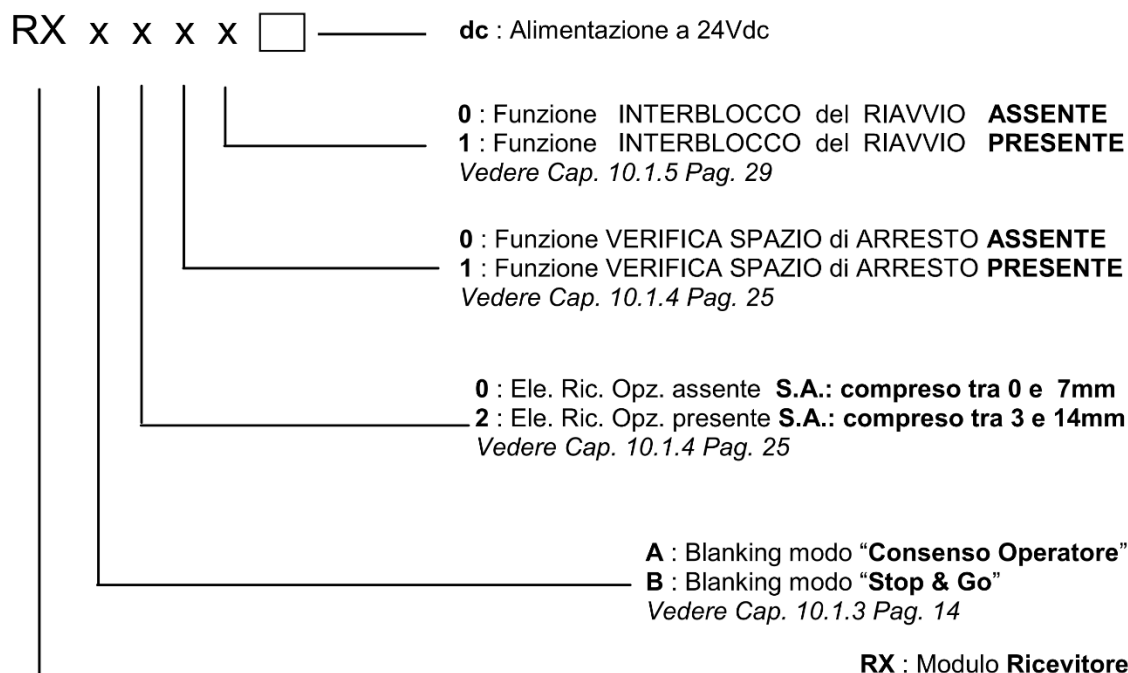 RX x x x x dc : Alimentazione a 24Vdc
0 : Funzione INTERBLOCCO del RIAVVIO ASSENTE
1 : Funzione INTERBLOCCO del RIAVVIO PRESENTE
Vedere Cap. 10.1.5 Pag. 29
0 : Funzione VERIFICA SPAZIO di ARRESTO ASSENTE
1 : Funzione VERIFICA SPAZIO di ARRESTO PRESENTE
Vedere Cap. 10.1.4 Pag. 25
0 : Ele. Ric. Opz. assente S.A.: compreso tra 0 e 7mm
2 : Ele. Ric. Opz. presente S.A.: compreso tra 3 e 14mm
Vedere Cap. 10.1.4 Pag. 25
A : Blanking modo “Consenso Operatore”
B : Blanking modo “Stop & Go”
Vedere Cap. 10.1.3 Pag. 14
RX : Modulo Ricevitore